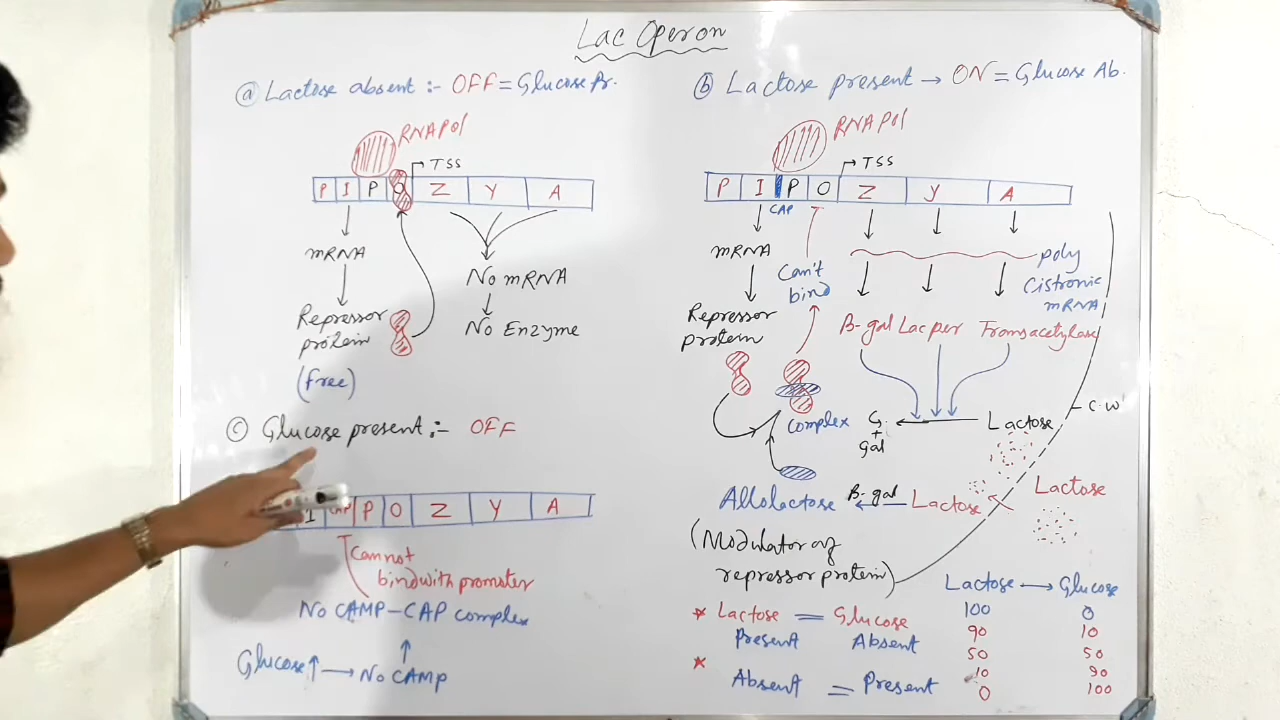 Lac Operon
ⓐ Lactose absent :- OFF = Glucose Pr.
RNA Pol
TSS
P I P O Z Y A
mRNA
No mRNA
Repressor
protein
No Enzyme
(free)
ⓒ Glucose present :- OFF
I CAP P O Z Y A
Cannot
bind with promoter
No CAMP-CAP complex
Glucose↑ → No CAMP
ⓑ Lactose present → ON = Glucose Ab.
RNA Pol
TSS
P I P O Z Y A
CAP
mRNA
Can't
bind
poly
Cistronic
mRNA
Repressor
protein
B-gal Lac per Transacetylase
complex
G
+
gal
Lactose
C.W
Allolactose B-gal Lactose
Lactose
(Modulator of
repressor protein)
* Lactose = Glucose
Present Absent
* Absent = Present
Lactose → Glucose
100 0
90 10
50 50
10 90
0 100